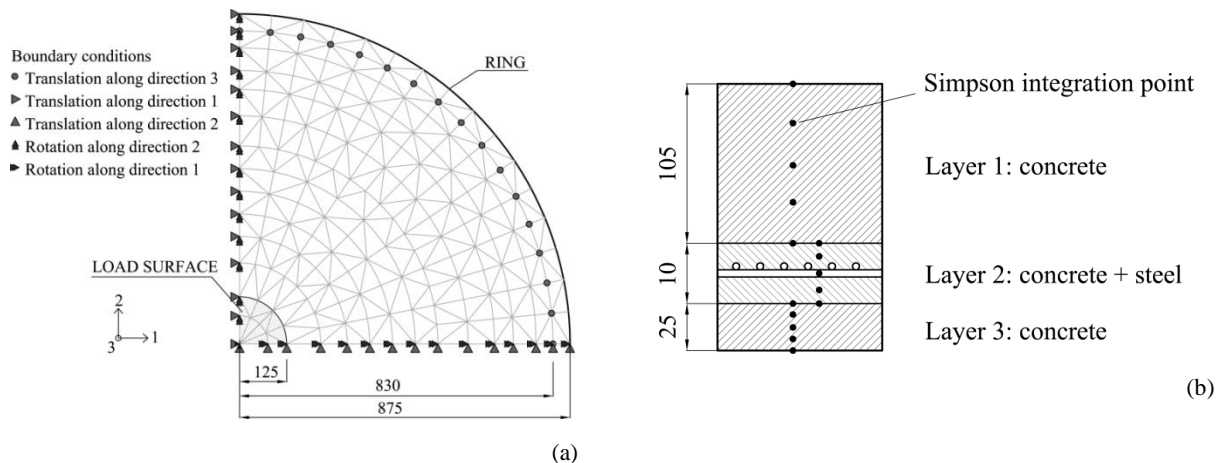 Boundary conditions
Translation along direction 3
Translation along direction 1
Translation along direction 2
Rotation along direction 2
Rotation along direction 1
RING
LOAD SURFACE
2
3
1
125
830
875
(a)
Simpson integration point
105
Layer 1: concrete
10
Layer 2: concrete + steel
25
Layer 3: concrete
(b)